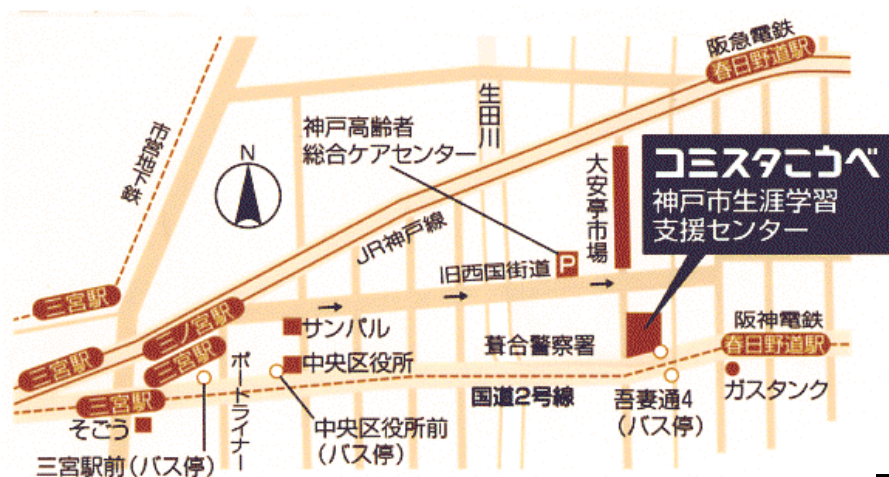 阪急電鉄
春日野道駅
市営地下鉄
N
神戸高齢者
総合ケアセンター
生田川
大安亭市場
コミスタこうべ
神戸市生涯学習
支援センター
JR神戸線
旧西国街道
P
三宮駅
三ノ宮駅
三宮駅
三宮駅
三宮駅
サンパル
中央区役所
葺合警察署
阪神電鉄
春日野道駅
ガスタンク
国道2号線
吾妻通4
(バス停)
ポートライナー
そごう
中央区役所前
(バス停)
三宮駅前(バス停)